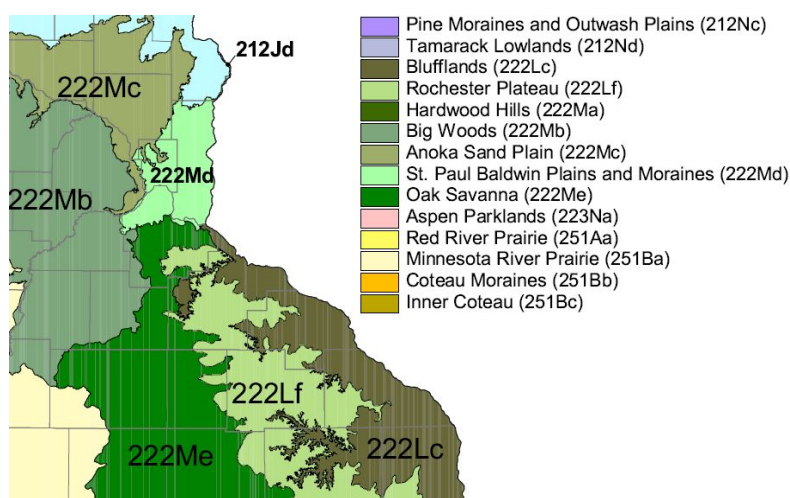 Pine Moraines and Outwash Plains (212Nc)
Tamarack Lowlands (212Nd)
Blufflands (222Lc)
Rochester Plateau (222Lf)
Hardwood Hills (222Ma)
Big Woods (222Mb)
Anoka Sand Plain (222Mc)
St. Paul Baldwin Plains and Moraines (222Md)
Oak Savanna (222Me)
Aspen Parklands (223Na)
Red River Prairie (251Aa)
Minnesota River Prairie (251Ba)
Coteau Moraines (251Bb)
Inner Coteau (251Bc)
212Jd
222Mc
222Md
222Mb
222Lf
222Me
222Lc